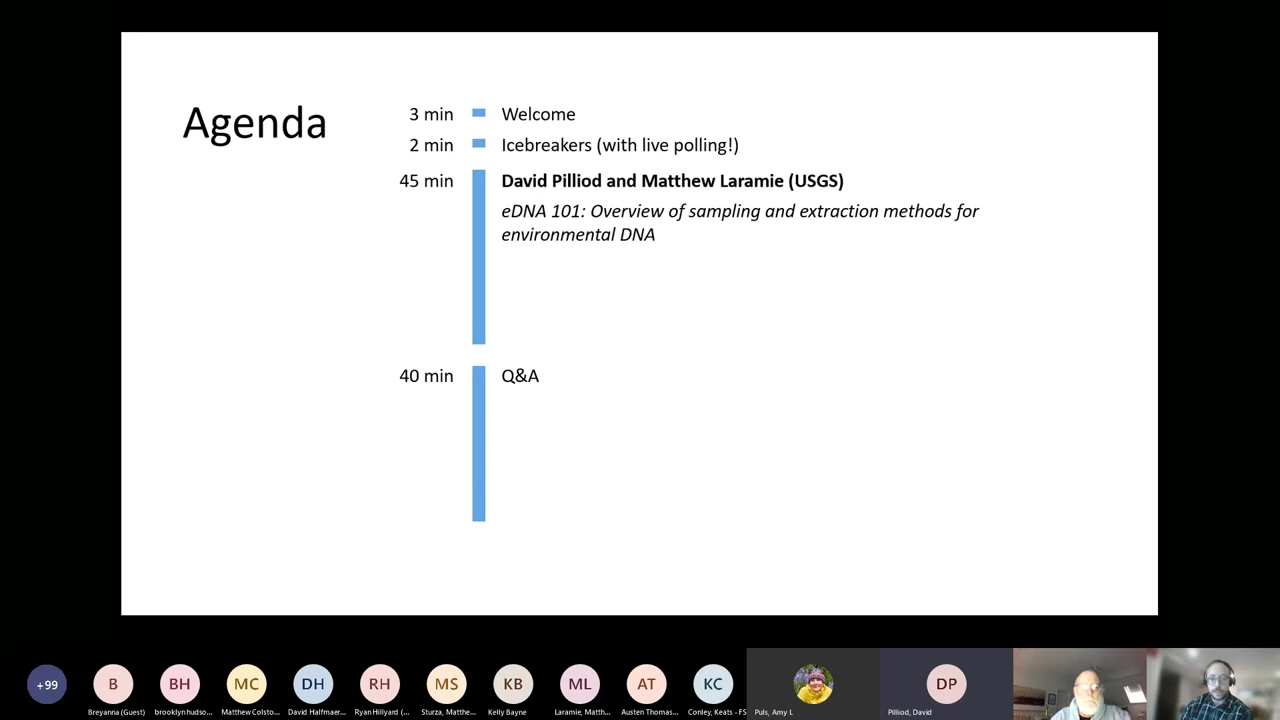 Agenda
3 min Welcome
2 min Icebreakers (with live polling!)
45 min David Pilliod and Matthew Laramie (USGS)
eDNA 101: Overview of sampling and extraction methods for
environmental DNA
40 min Q&A
+99 B BH MC DH RH MS KB ML AT KC DP
Breyanna (Guest) brooklyn hudso... Matthew Colsto... David Halfmaer... Ryan Hillyard (... Sturza, Matthe... Kelly Bayne Laramie, Matth... Austen Thomas... Conley, Keats - FS Puls, Amy L Pilliod, David